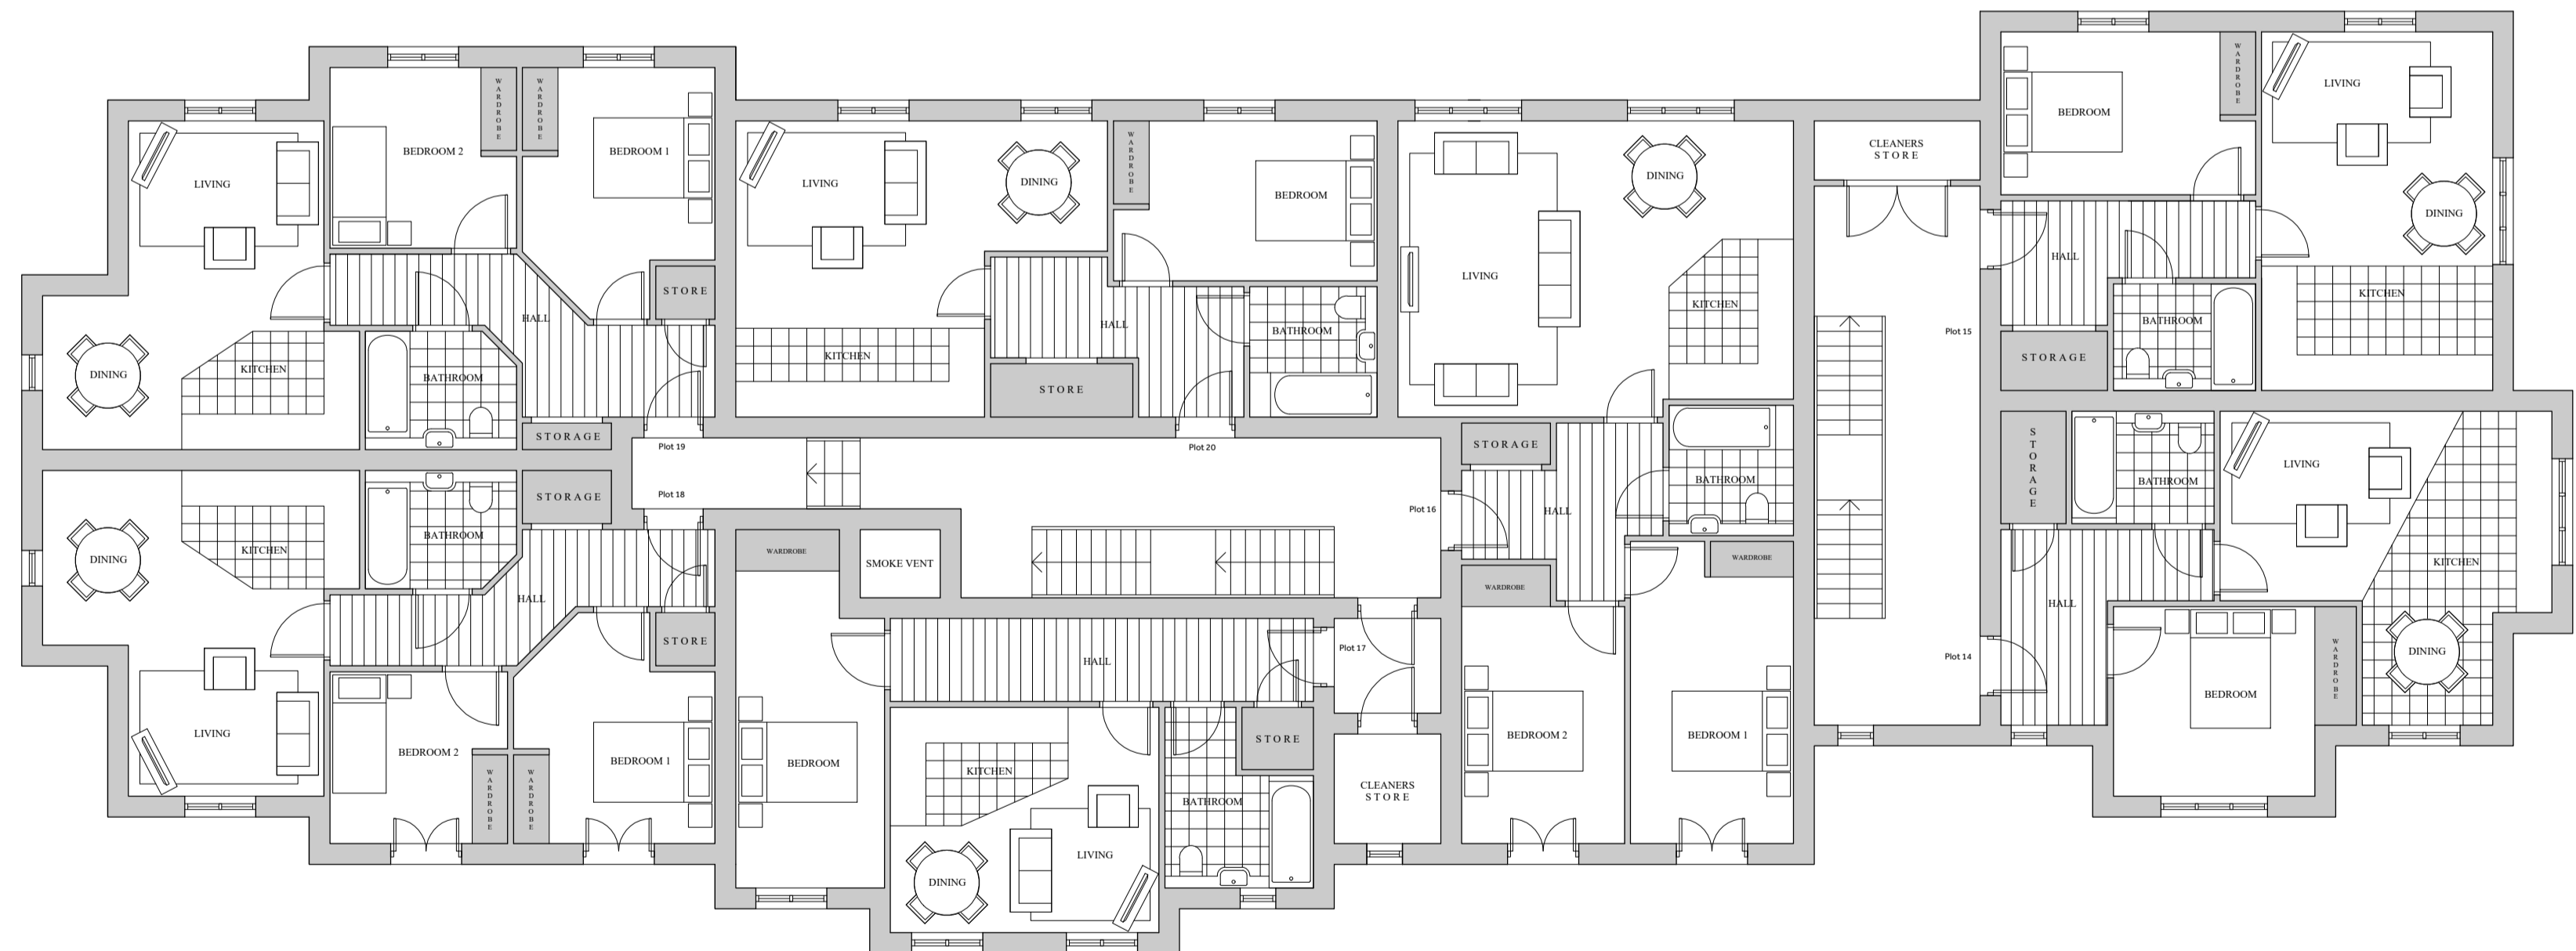 WARDROBE
WARDROBE
BEDROOM 2
BEDROOM 1
LIVING
STORE
HALL
DINING
KITCHEN
BATHROOM
STORAGE
Plot 19
LIVING
DINING
KITCHEN
HALL
STORE
WARDROBE
BEDROOM
BATHROOM
Plot 20
LIVING
DINING
KITCHEN
STORAGE
HALL
BATHROOM
Plot 16
WARDROBE
WARDROBE
BEDROOM 2
BEDROOM 1
CLEANERS
STORE
Plot 15
BEDROOM
WARDROBE
LIVING
DINING
HALL
KITCHEN
BATHROOM
STORAGE
STORAGE
BATHROOM
LIVING
KITCHEN
HALL
Plot 14
BEDROOM
WARDROBE
DINING
Plot 18
STORAGE
KITCHEN
BATHROOM
DINING
HALL
STORE
LIVING
BEDROOM 2
BEDROOM 1
WARDROBE
WARDROBE
WARDROBE
SMOKE VENT
HALL
Plot 17
BEDROOM
KITCHEN
STORE
BATHROOM
LIVING
DINING
CLEANERS
STORE